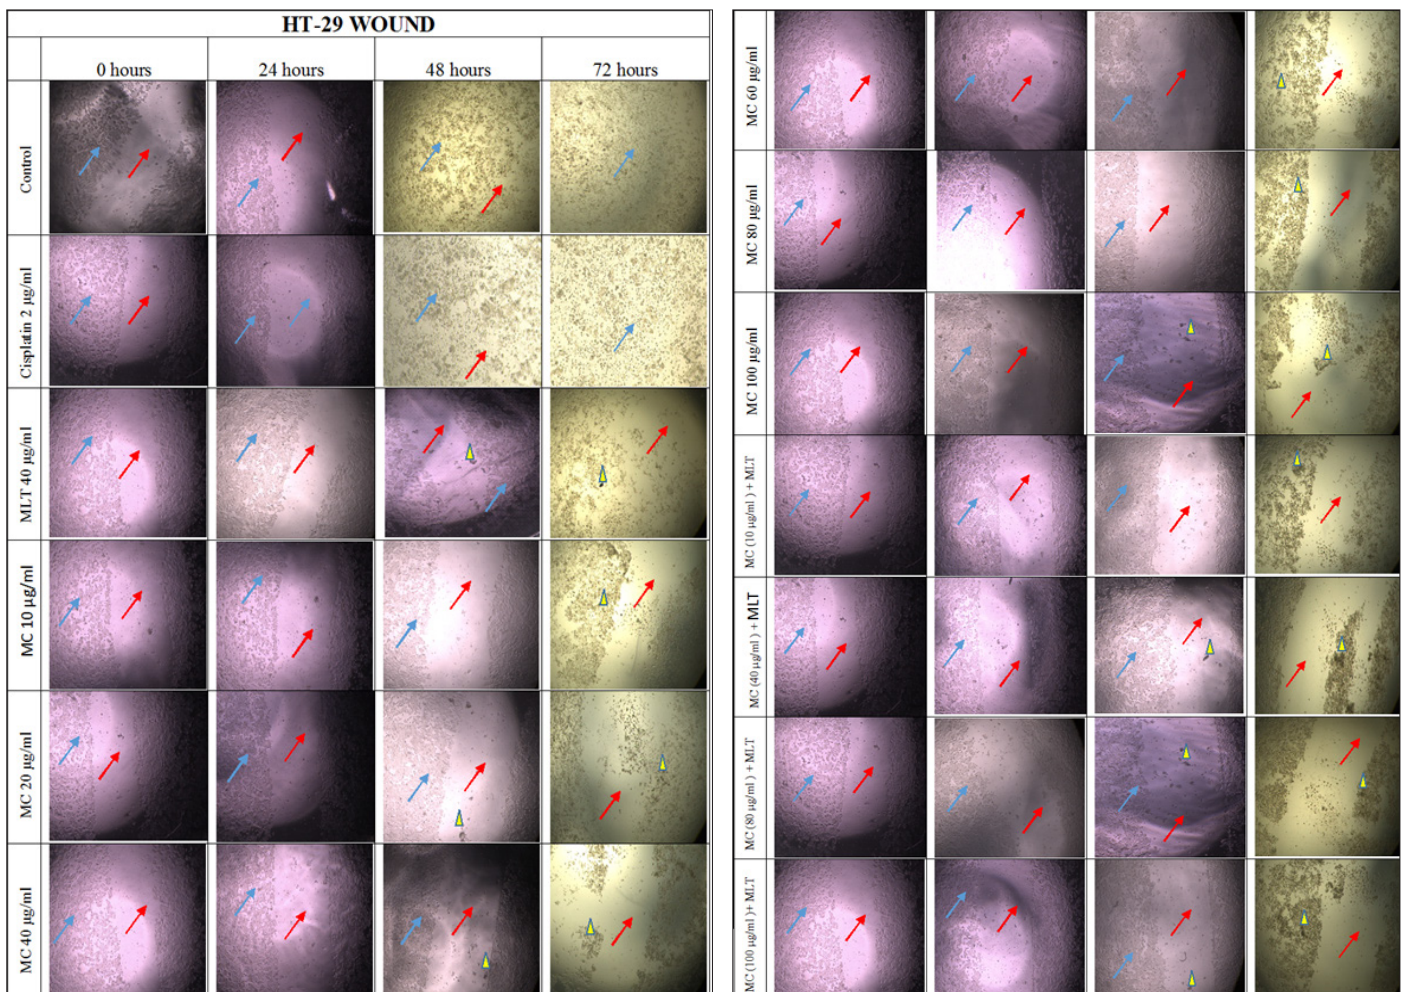 HT-29 WOUND
0 hours
24 hours
48 hours
72 hours
Control
Cisplatin 2 µg/ml
MLT 40 µg/ml
MC 10 µg/ml
MC 20 µg/ml
MC 40 µg/ml
MC 60 µg/ml
MC 80 µg/ml
MC 100 µg/ml
MC (10 µg/ml ) + MLT
MC (40 µg/ml ) + MLT
MC (80 µg/ml ) + MLT
MC (100 µg/ml )+ MLT